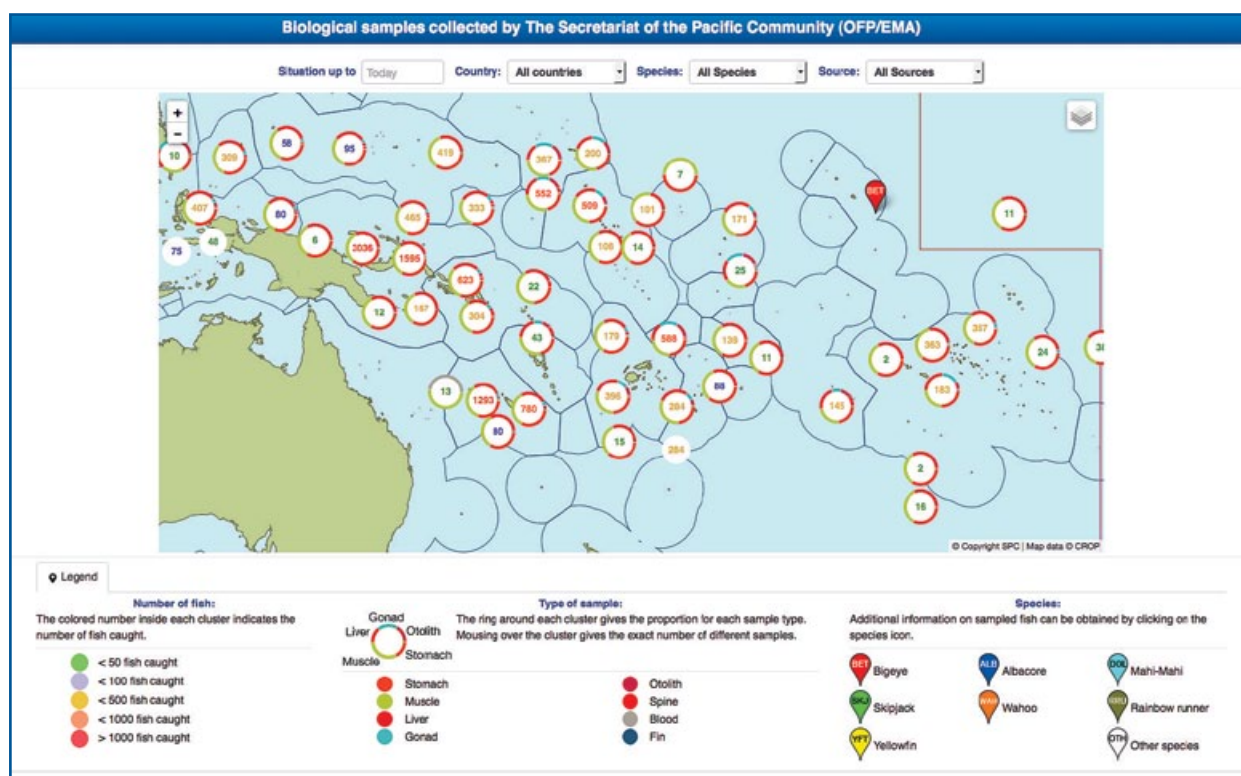 Biological samples collected by The Secretariat of the Pacific Community (OFP/EMA)
Situation up to Today Country: All countries Species: All Species Source: All Sources
+
−
10
309
58
95
419
367
200
7
BET
11
407
80
465
333
552
509
101
171
75
48
6
3036
1595
106
14
25
623
22
12
167
304
43
179
588
138
11
2
363
357
24
13
1293
780
80
396
264
88
145
183
15
284
2
16
© Copyright SPC | Map data © CROP
Legend
Number of fish:
The colored number inside each cluster indicates the
number of fish caught.
< 50 fish caught
< 100 fish caught
< 500 fish caught
< 1000 fish caught
> 1000 fish caught
Type of sample:
Gonad
Liver
Otolith
Muscle
Stomach
The ring around each cluster gives the proportion for each sample type.
Mousing over the cluster gives the exact number of different samples.
Stomach
Muscle
Liver
Gonad
Otolith
Spine
Blood
Fin
Species:
Additional information on sampled fish can be obtained by clicking on the
species icon.
BET Bigeye
ALB Albacore
DOL Mahi-Mahi
SKJ Skipjack
WAH Wahoo
RRU Rainbow runner
YFT Yellowfin
OTH Other species